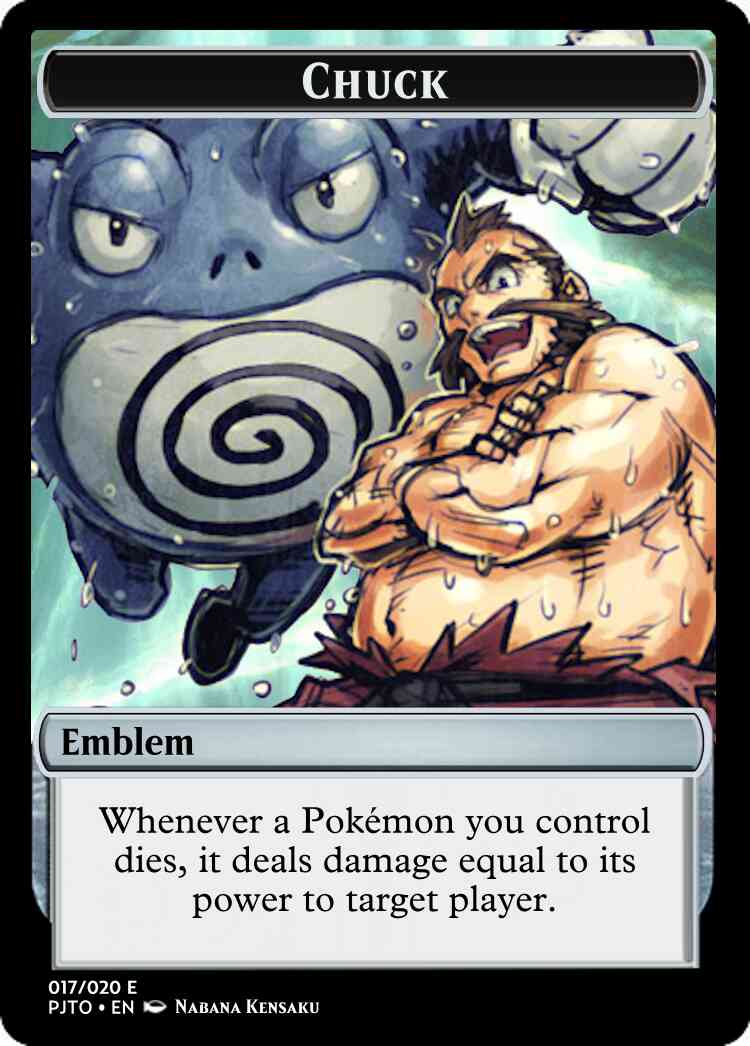 Chuck
Emblem
Whenever a Pokémon you control
dies, it deals damage equal to its
power to target player.
017/020 E
PJTO • EN Nabana Kensaku